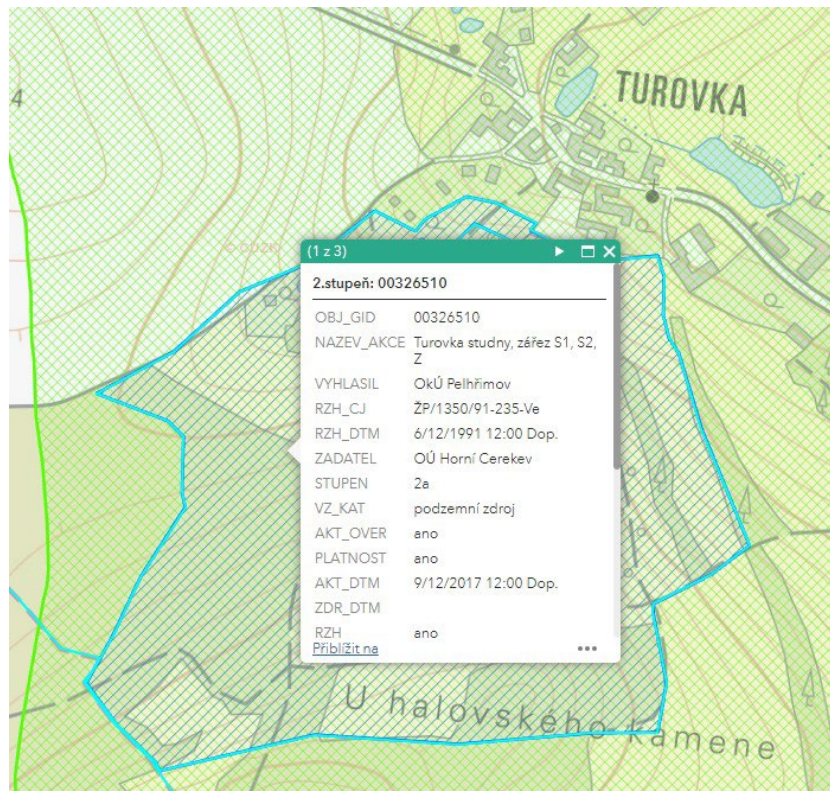 TUROVKA
4
© ČÚZK
(1 z 3)
2.stupeň: 00326510
OBJ_GID 00326510
NAZEV_AKCE Turovka studny, zářez S1, S2,
Z
VYHLASIL OkÚ Pelhřimov
RZH_CJ ŽP/1350/91-235-Ve
RZH_DTM 6/12/1991 12:00 Dop.
ZADATEL OÚ Horní Cerekev
STUPEN 2a
VZ_KAT podzemní zdroj
AKT_OVER ano
PLATNOST ano
AKT_DTM 9/12/2017 12:00 Dop.
ZDR_DTM
RZH ano
Přiblížit na
U halovského kamene